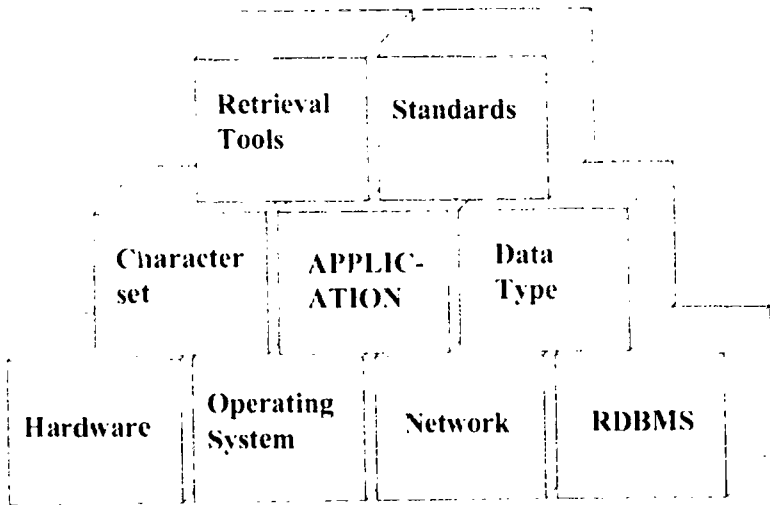 Retrieval
Tools
Standards
Character
set
APPLIC-
ATION
Data
Type
Hardware
Operating
System
Network
RDBMS